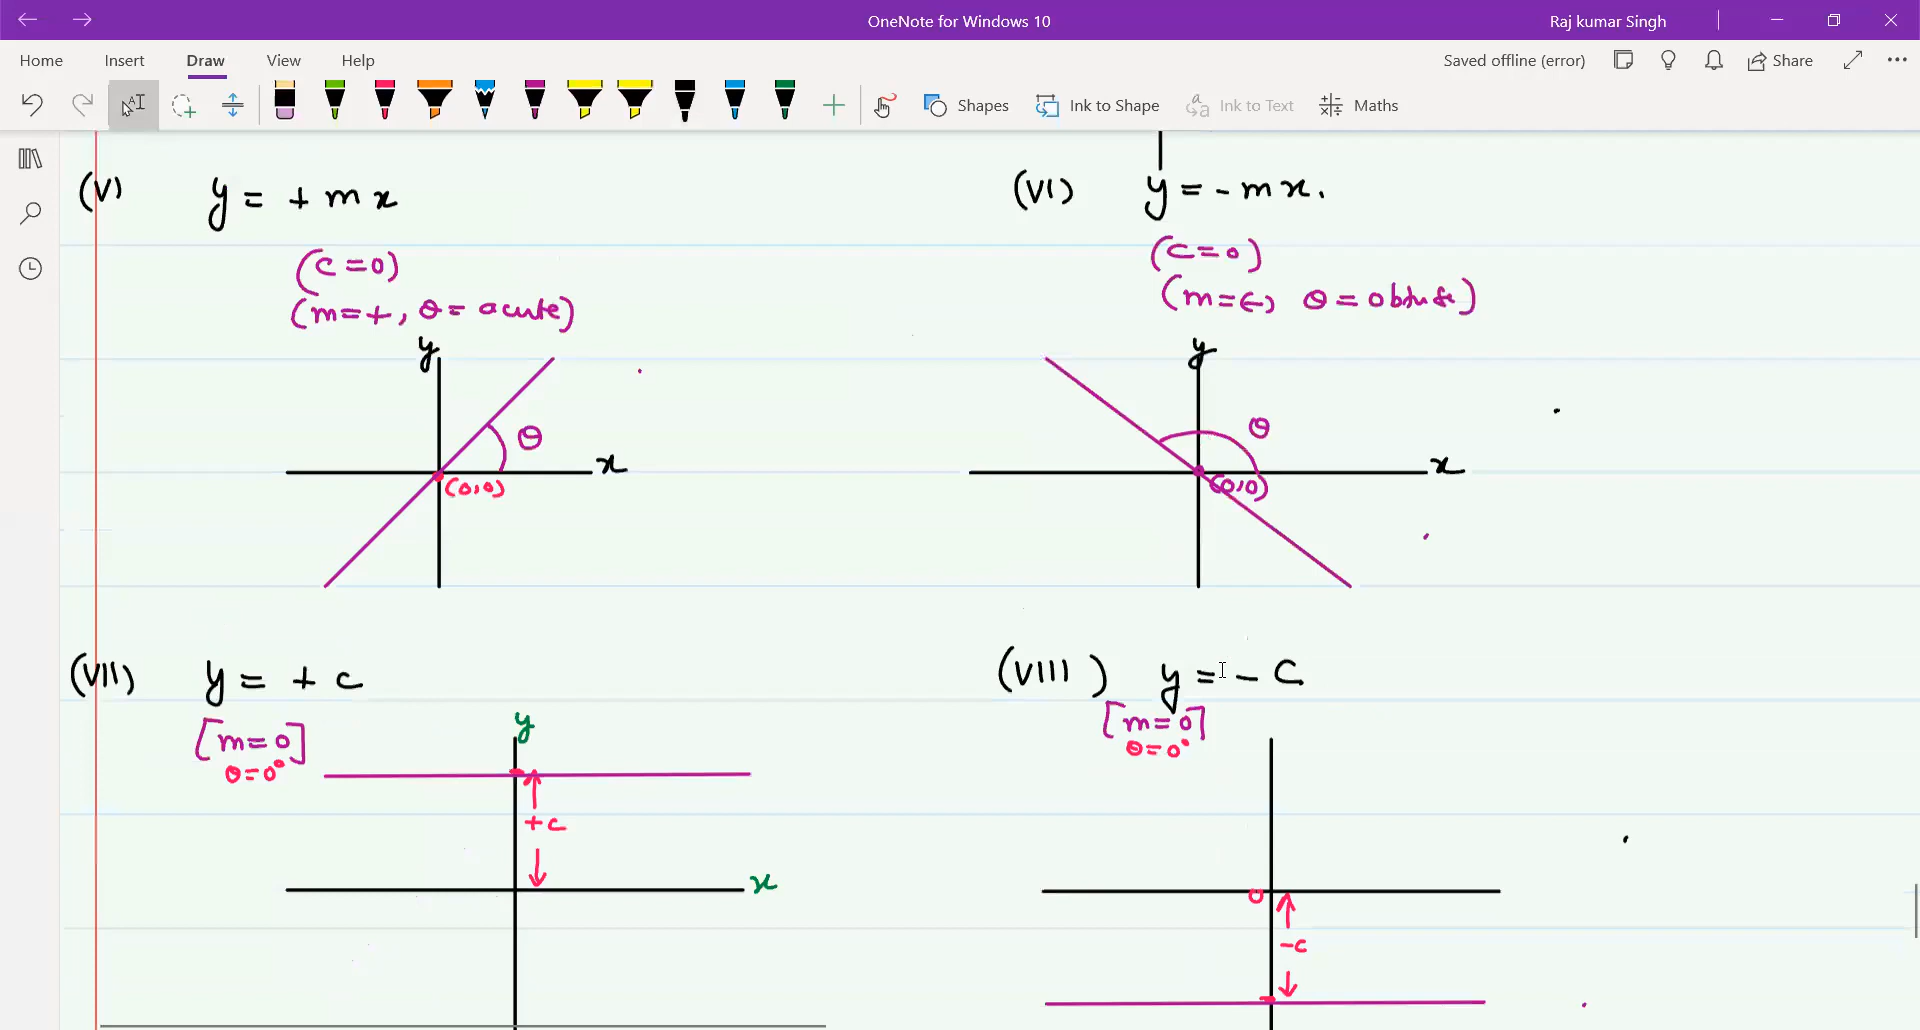 OneNote for Windows 10
Raj kumar Singh
Home Insert Draw View Help
Saved offline (error) Share
Shapes Ink to Shape Ink to Text Maths
(V) y = + m x
(c = 0)
(m = +, θ = acute)
y
θ
x
(0,0)
(VI) y = - m x.
(c = 0)
(m = (-) θ = obtuse)
y
θ
x
(0,0)
(VII) y = + c
[m = 0]
θ = 0°
y
+ c
x
(VIII) y = - C
[m = 0]
θ = 0°
0
- c